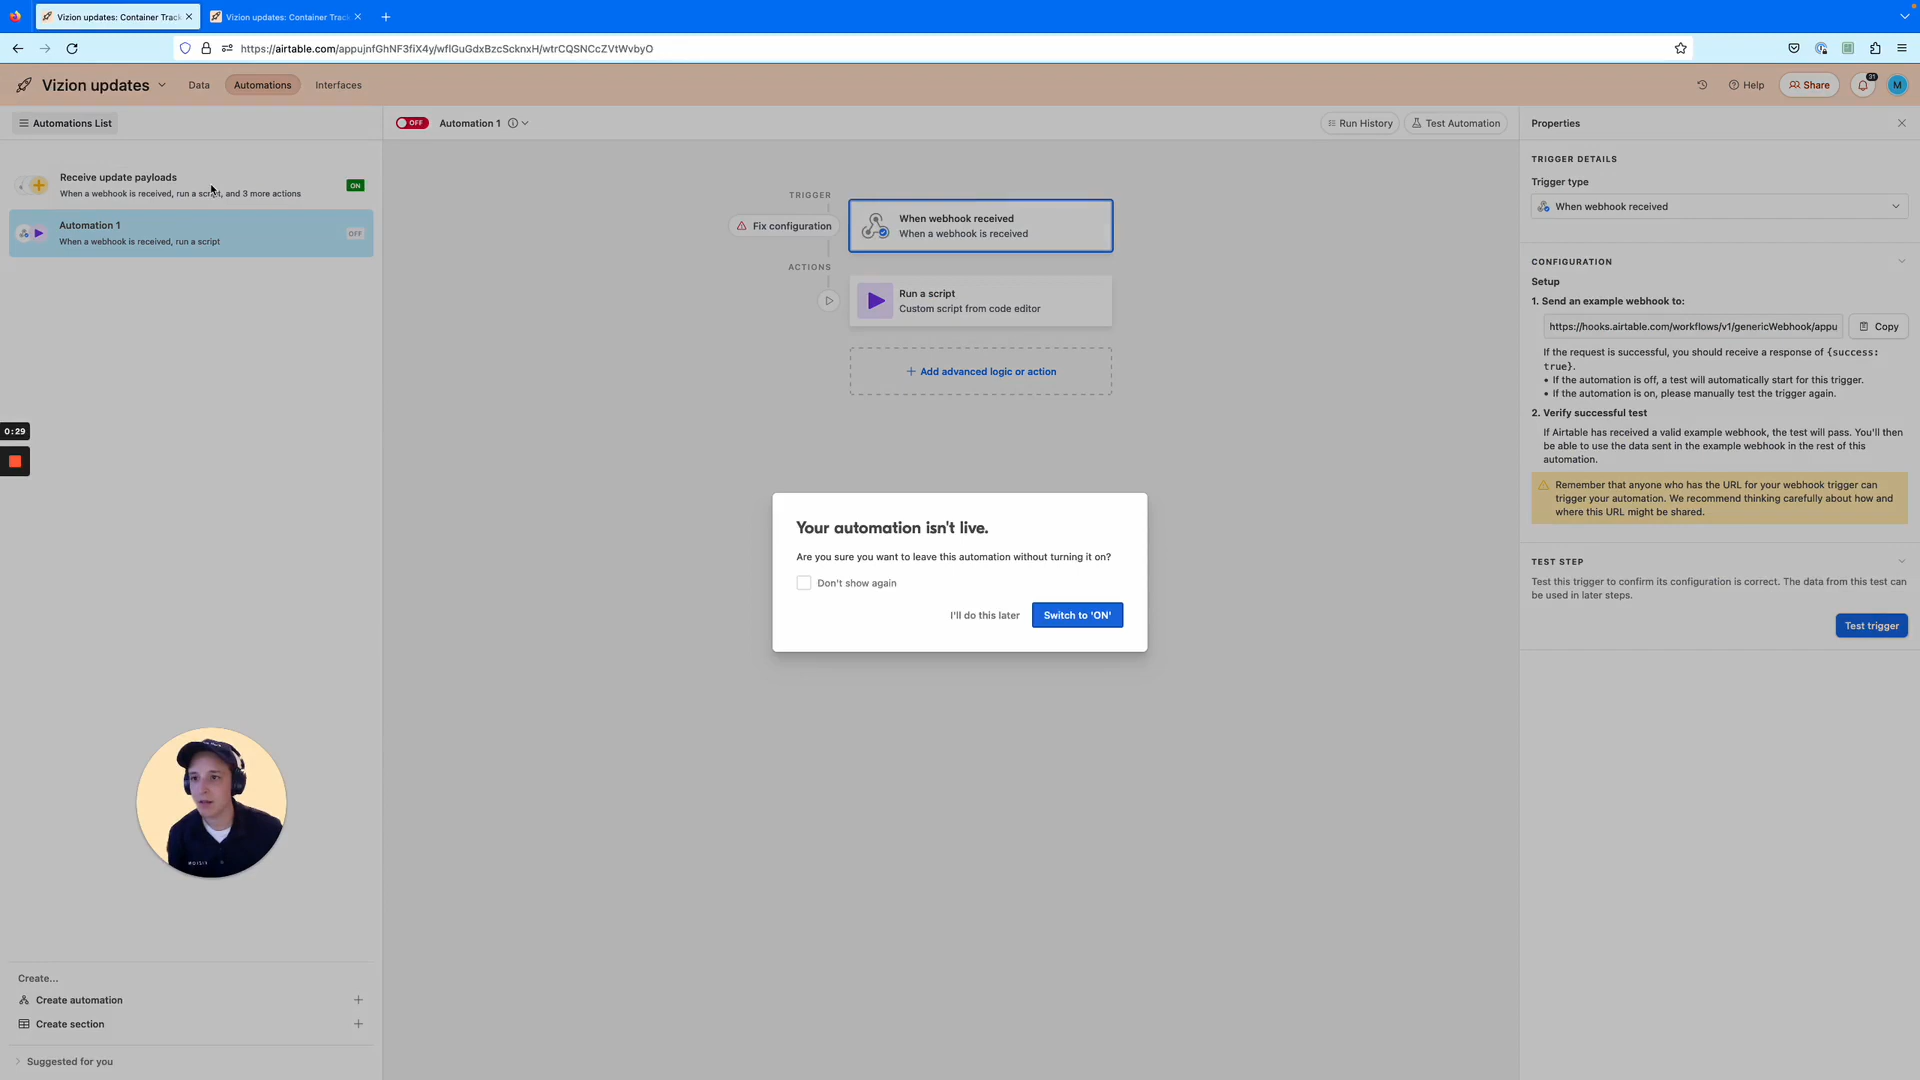 Vizion updates: Container Track
Vizion updates: Container Track
https://airtable.com/appujnfGhNF3fiX4y/wflGuGdxBzcScknxH/wtrCQSNCcZVtWvbyO
Vizion updates
Data
Automations
Interfaces
Help
Share
31
M
Automations List
OFF
Automation 1
Run History
Test Automation
Properties
Receive update payloads
When a webhook is received, run a script, and 3 more actions
ON
Automation 1
When a webhook is received, run a script
OFF
TRIGGER
Fix configuration
When webhook received
When a webhook is received
ACTIONS
Run a script
Custom script from code editor
Add advanced logic or action
TRIGGER DETAILS
Trigger type
When webhook received
CONFIGURATION
Setup
1. Send an example webhook to:
https://hooks.airtable.com/workflows/v1/genericWebhook/appu
Copy
If the request is successful, you should receive a response of {success:
true}.
• If the automation is off, a test will automatically start for this trigger.
• If the automation is on, please manually test the trigger again.
2. Verify successful test
If Airtable has received a valid example webhook, the test will pass. You'll then
be able to use the data sent in the example webhook in the rest of this
automation.
Remember that anyone who has the URL for your webhook trigger can
trigger your automation. We recommend thinking carefully about how and
where this URL might be shared.
TEST STEP
Test this trigger to confirm its configuration is correct. The data from this test can
be used in later steps.
Test trigger
0:29
Your automation isn't live.
Are you sure you want to leave this automation without turning it on?
Don't show again
I'll do this later
Switch to 'ON'
Create...
Create automation
Create section
Suggested for you